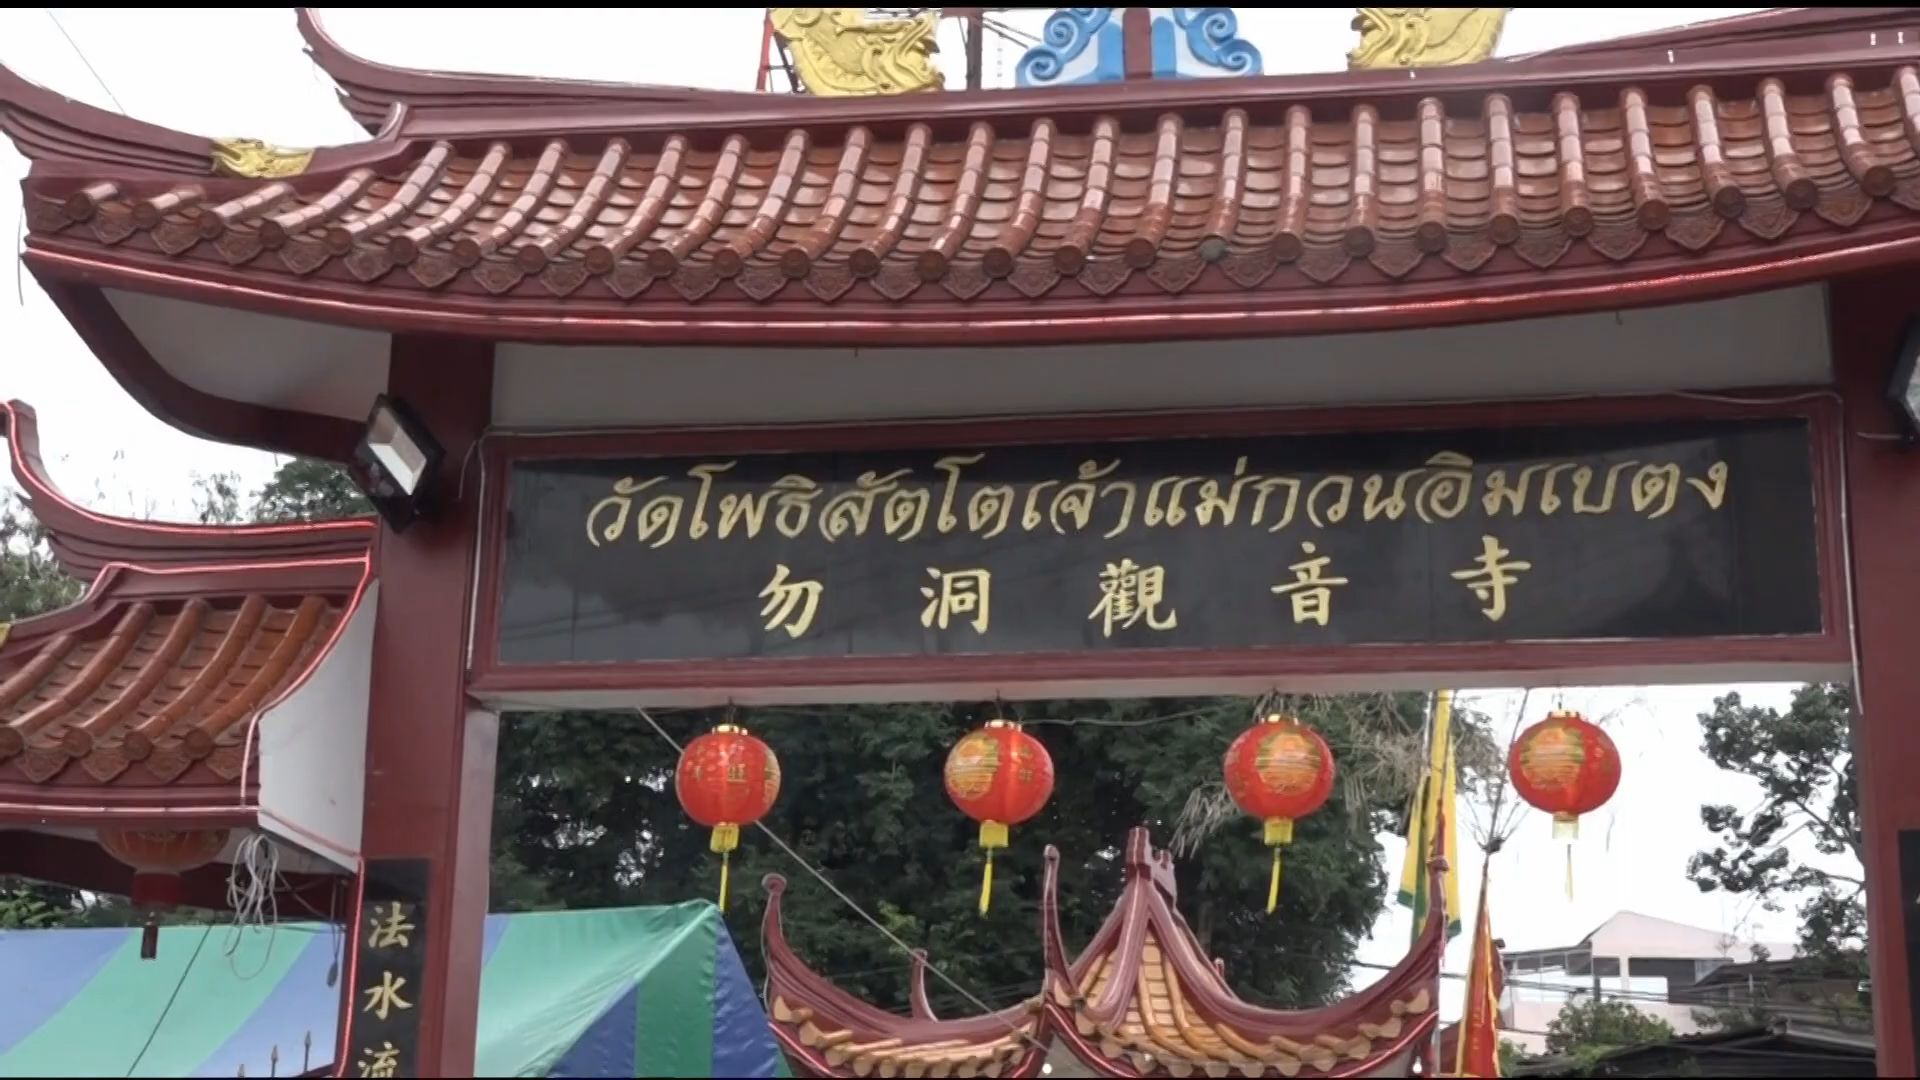 วัดโพธิสัตโตเจ้าแม่กวนอิมเบตง
勿洞觀音寺
法水流